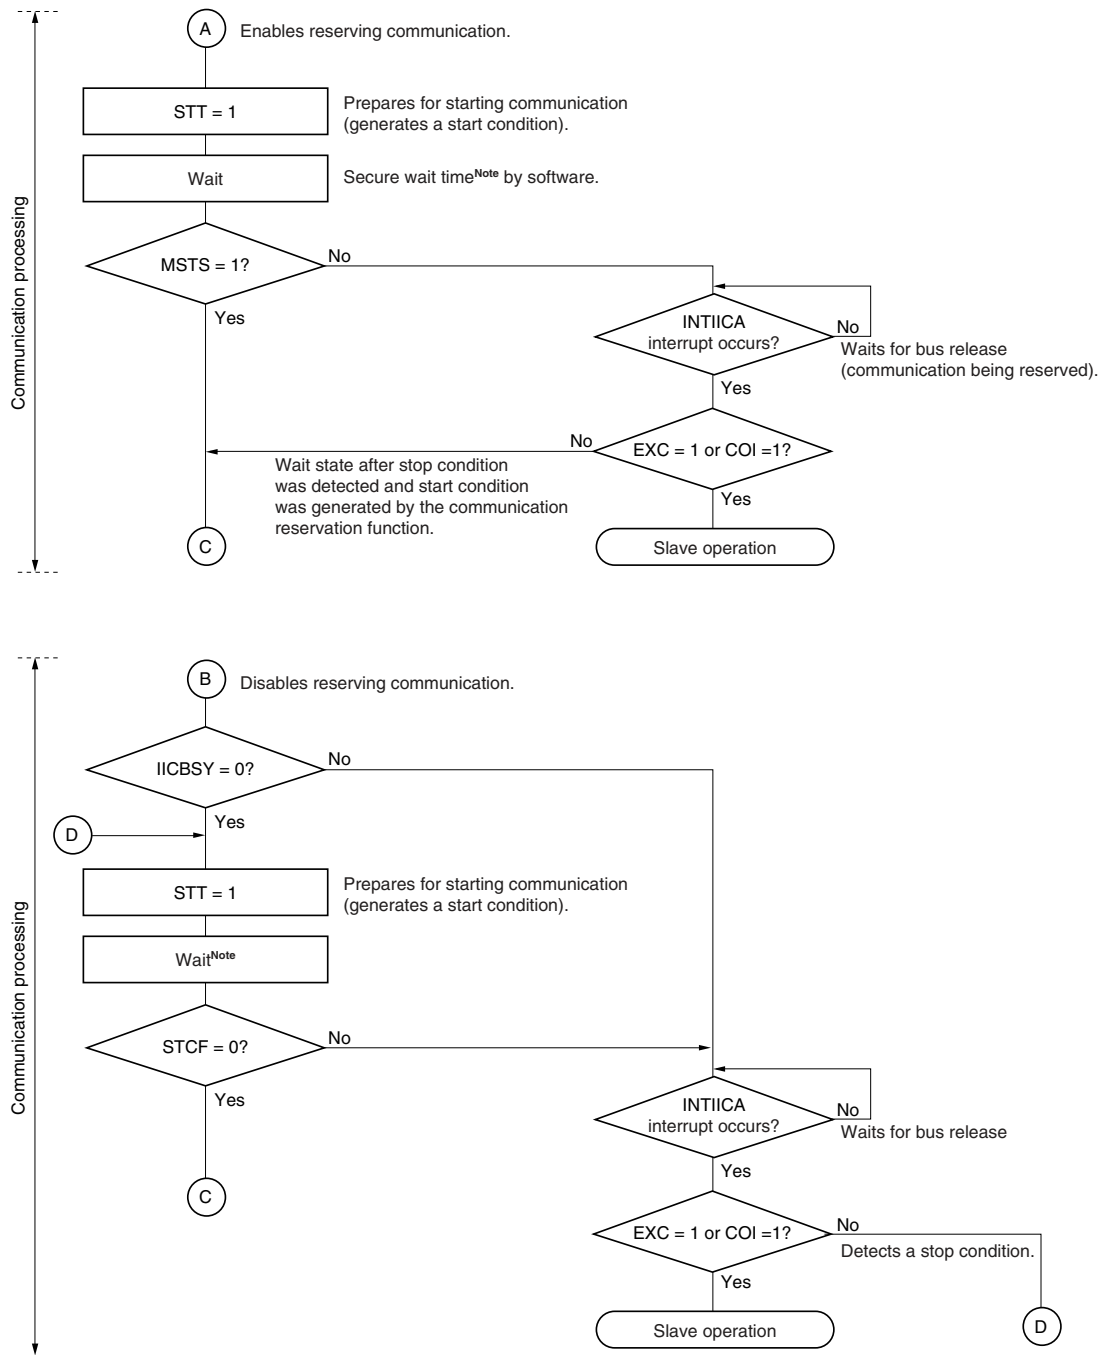 A
Enables reserving communication.
STT = 1
Prepares for starting communication
(generates a start condition).
Wait
Secure wait timeNote by software.
Communication processing
MSTS = 1?
No
Yes
INTIICA
interrupt occurs?
No
Waits for bus release
(communication being reserved).
Yes
EXC = 1 or COI =1?
No
Wait state after stop condition
was detected and start condition
was generated by the communication
reservation function.
Yes
C
Slave operation
B
Disables reserving communication.
IICBSY = 0?
No
Yes
D
STT = 1
Prepares for starting communication
(generates a start condition).
Communication processing
WaitNote
STCF = 0?
No
Yes
INTIICA
interrupt occurs?
No
Waits for bus release
Yes
C
EXC = 1 or COI =1?
No
Detects a stop condition.
Yes
Slave operation
D